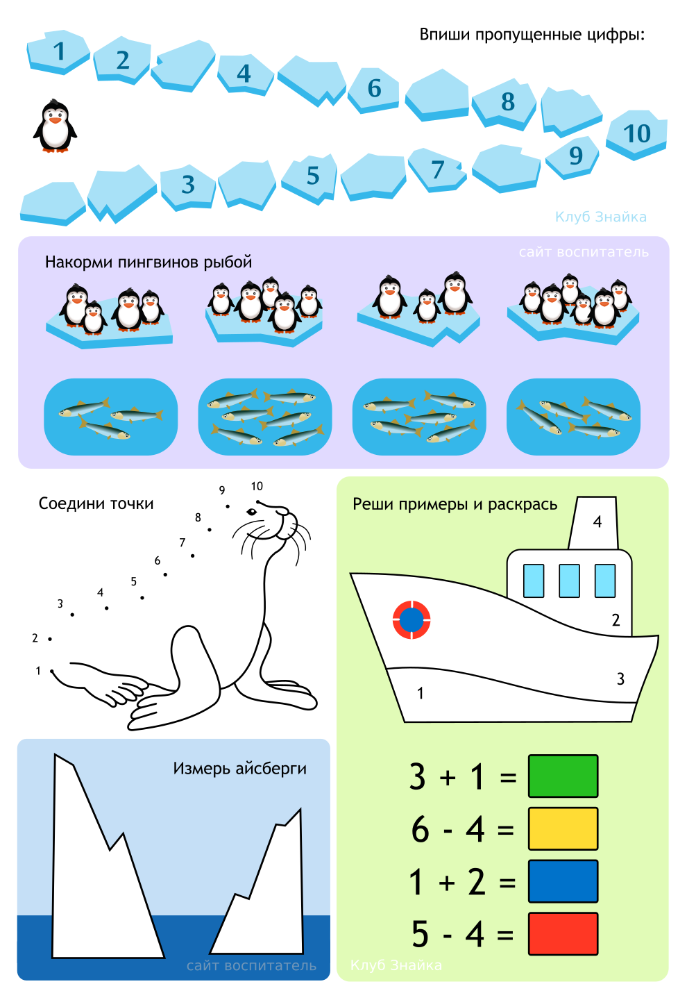 Впиши пропущенные цифры:
1 2 4 6 8 10
3 5 7 9
Клуб Знайка
сайт воспитатель
Накорми пингвинов рыбой
Соедини точки
10
9
8
7
6
5
4
3
2
1
Реши примеры и раскрась
4
2
3
1
3 + 1 =
6 - 4 =
1 + 2 =
5 - 4 =
Клуб Знайка
Измерь айсберги
сайт воспитатель